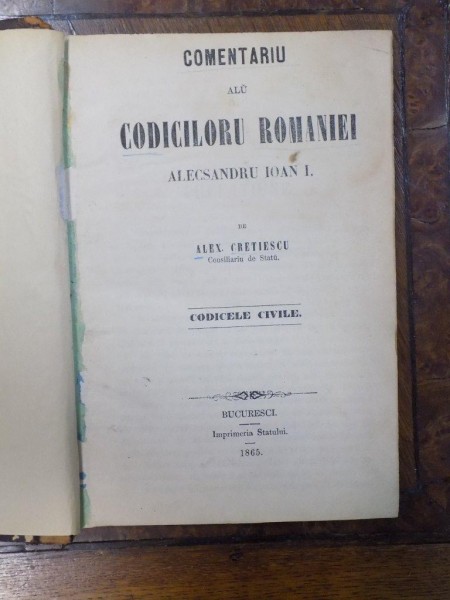 COMENTARIU
ALŬ
CODICILORU ROMANIEI
ALECSANDRU IOAN I.
DE
ALEX. CRETIESCU
Consiliariu de Statŭ.
CODICELE CIVILE.
BUCURESCI.
Imprimeria Statului.
1865.